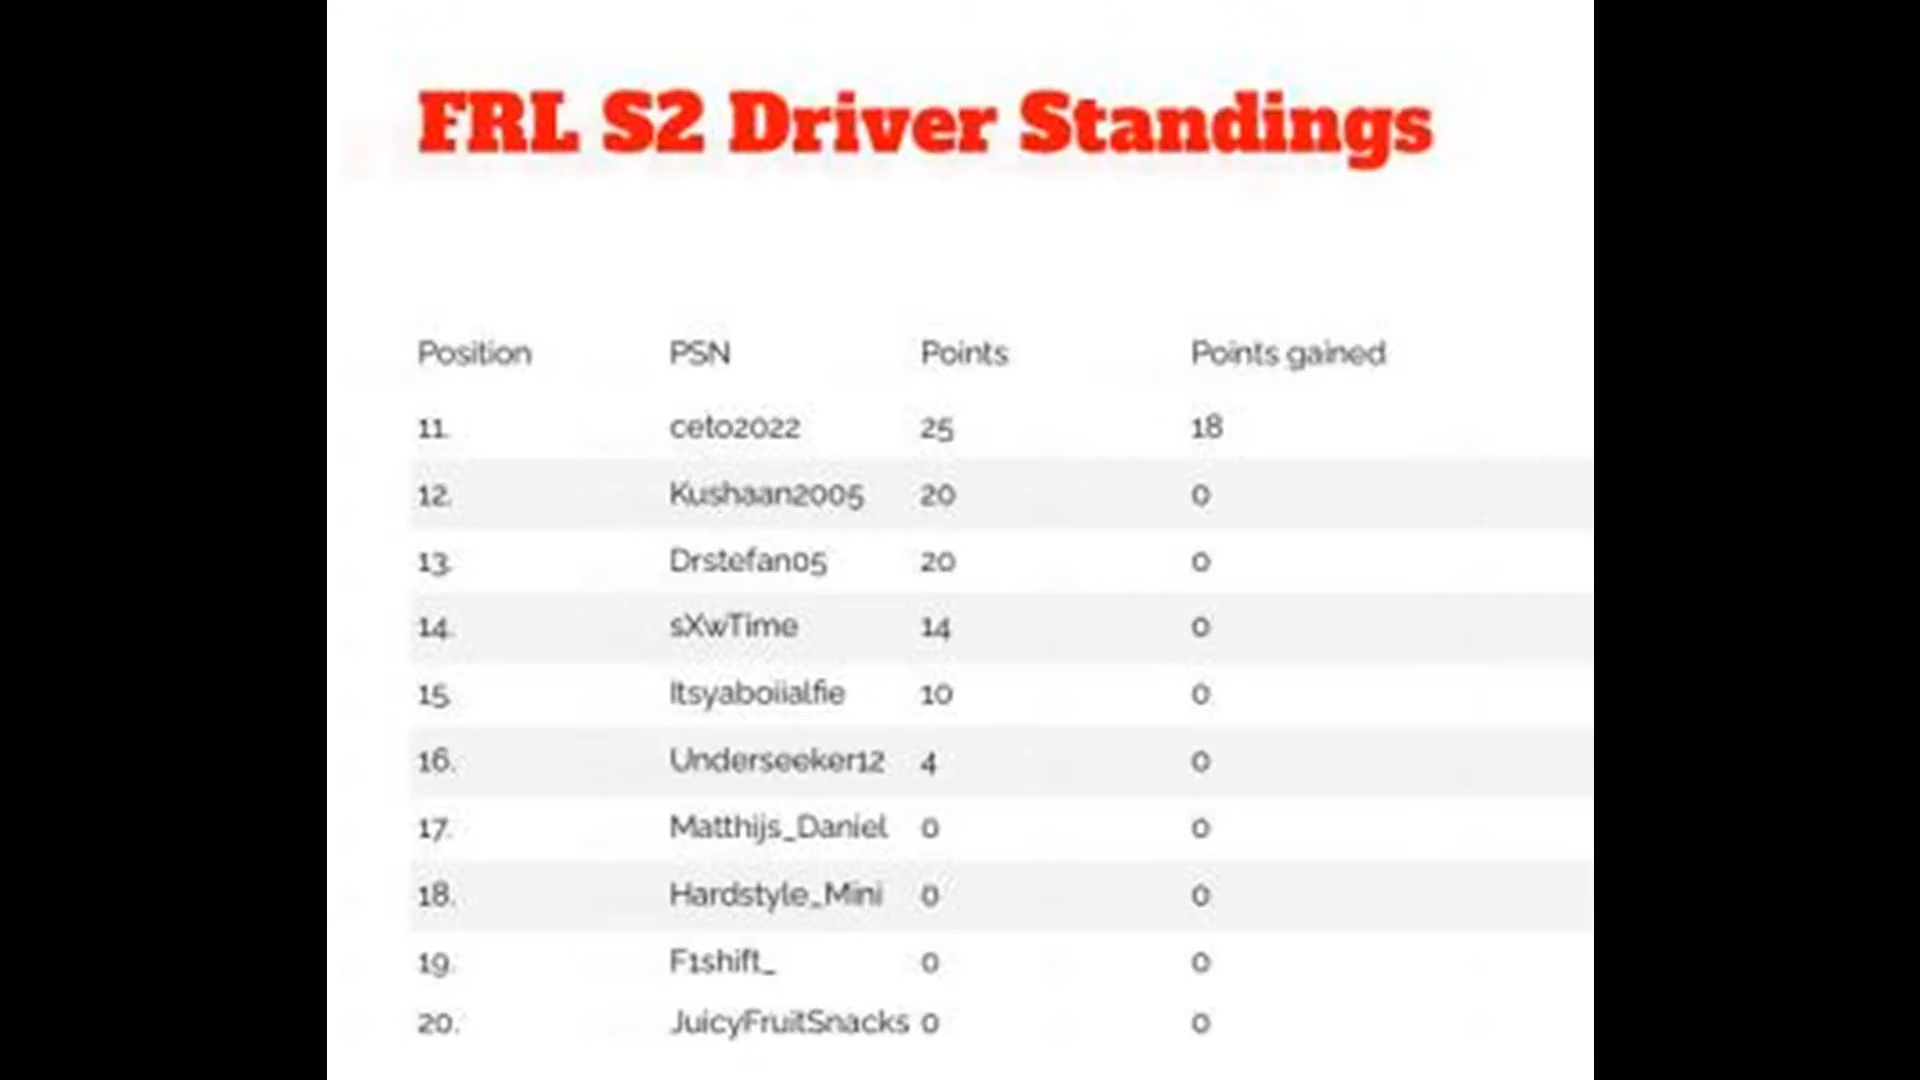 FRL S2 Driver Standings
Position PSN Points Points gained
11. ceto2022 25 18
12. Kushaan2005 20 0
13. Drstefan05 20 0
14. sXwTime 14 0
15. Itsyaboiialfie 10 0
16. Underseeker12 4 0
17. Matthijs_Daniel 0 0
18. Hardstyle_Mini 0 0
19. F1shift_ 0 0
20. JuicyFruitSnacks 0 0